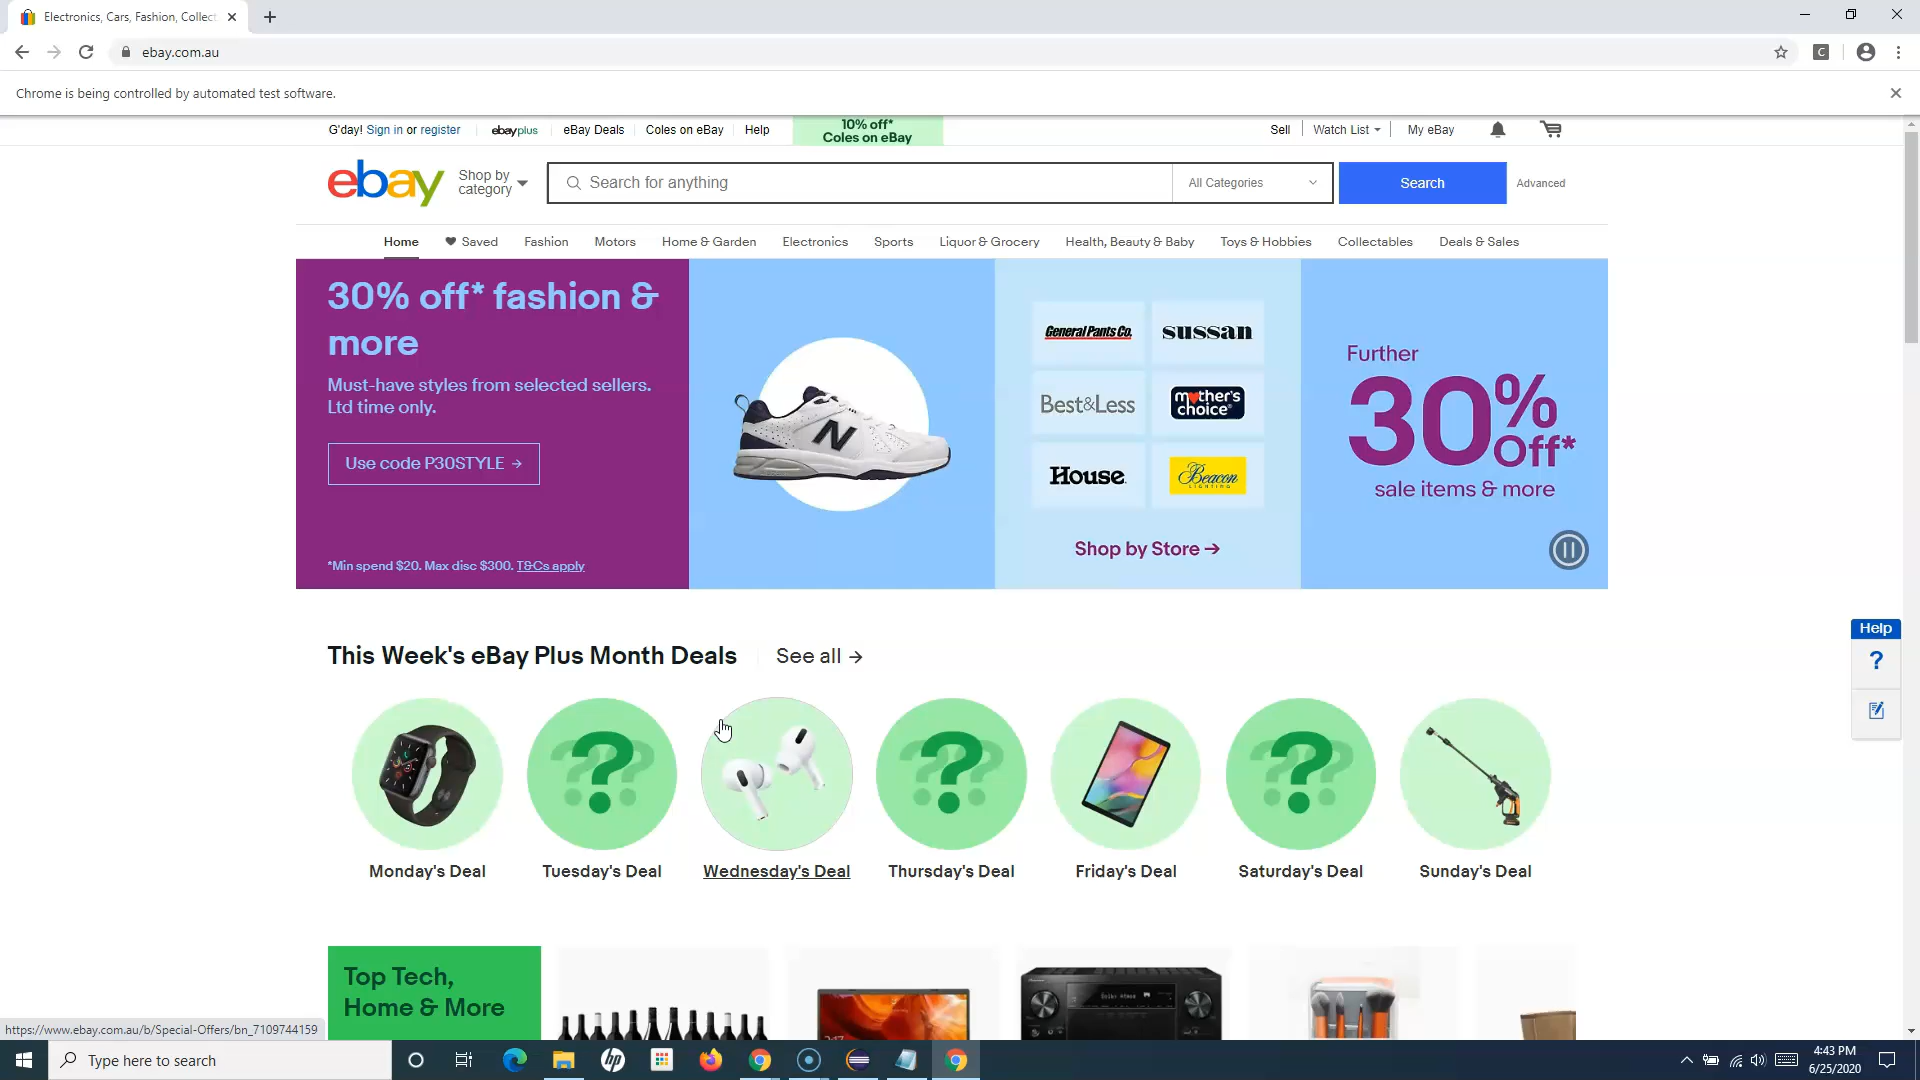 Electronics, Cars, Fashion, Collect
ebay.com.au
C
Chrome is being controlled by automated test software.
G'day! Sign in or register
ebayplus
eBay Deals
Coles on eBay
Help
10% off*
Coles on eBay
Sell
Watch List
My eBay
ebay
Shop by
category
Search for anything
All Categories
Search
Advanced
Home
Saved
Fashion
Motors
Home & Garden
Electronics
Sports
Liquor & Grocery
Health, Beauty & Baby
Toys & Hobbies
Collectables
Deals & Sales
30% off* fashion &
more
Must-have styles from selected sellers.
Ltd time only.
Use code P30STYLE →
*Min spend $20. Max disc $300. T&Cs apply
N
General Pants Co.
sussan
Best&Less
mother's
choice
House
Beacon
LIGHTING
Shop by Store →
Further
30% Off*
sale items & more
Help
?
This Week's eBay Plus Month Deals
See all →
Monday's Deal
Tuesday's Deal
Wednesday's Deal
Thursday's Deal
Friday's Deal
Saturday's Deal
Sunday's Deal
Top Tech,
Home & More
https://www.ebay.com.au/b/Special-Offers/bn_7109744159
Type here to search
hp
4:43 PM
6/25/2020